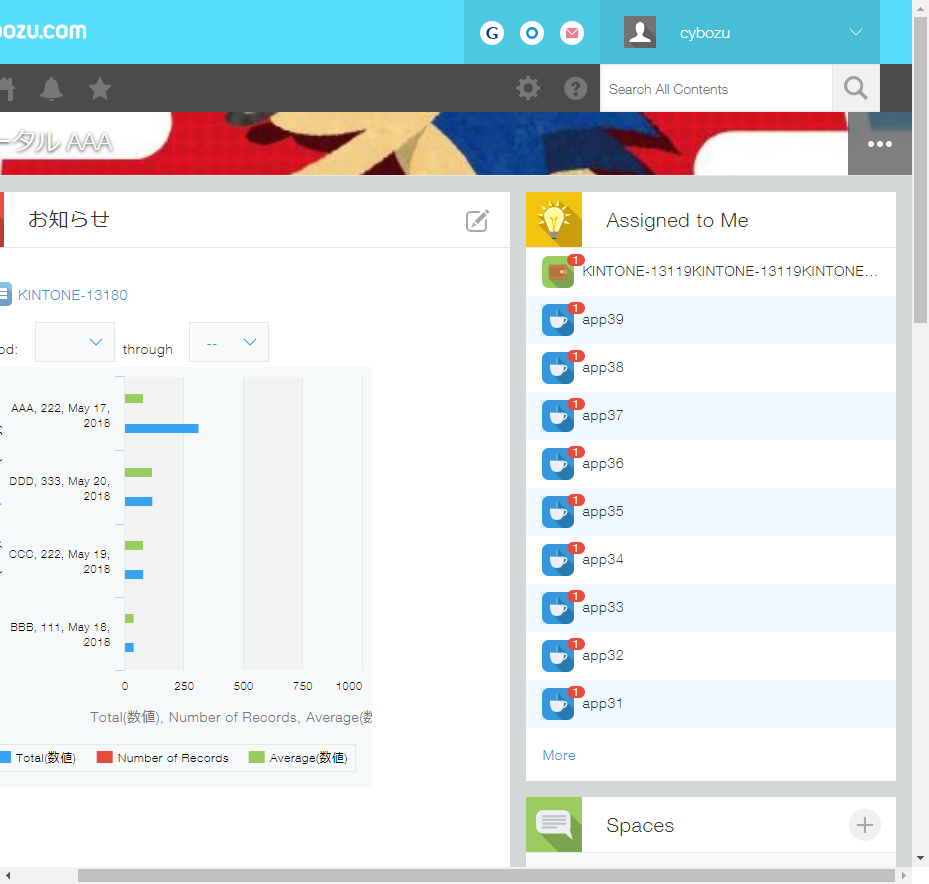 ozu.com
G
cybozu
Search All Contents
ータル AAA
お知らせ
KINTONE-13180
od:
--
through
AAA, 222, May 17,
2018
DDD, 333, May 20,
2018
CCC, 222, May 19,
2018
BBB, 111, May 18,
2018
0 250 500 750 1000
Total(数値), Number of Records, Average(数
Total(数値) Number of Records Average(数値)
Assigned to Me
1
KINTONE-13119KINTONE-13119KINTONE...
1
app39
1
app38
1
app37
1
app36
1
app35
1
app34
1
app33
1
app32
1
app31
More
Spaces